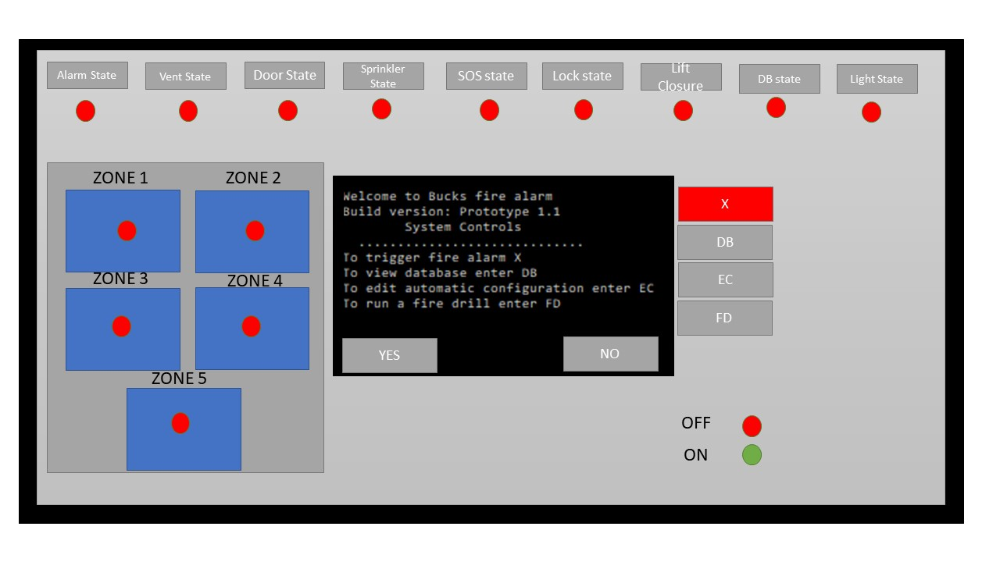 Alarm State
Vent State
Door State
Sprinkler
State
SOS state
Lock state
Lift
Closure
DB state
Light State
ZONE 1
ZONE 2
ZONE 3
ZONE 4
ZONE 5
Welcome to Bucks fire alarm
Build version: Prototype 1.1
System Controls
.............................
To trigger fire alarm X
To view database enter DB
To edit automatic configuration enter EC
To run a fire drill enter FD
YES
NO
X
DB
EC
FD
OFF
ON